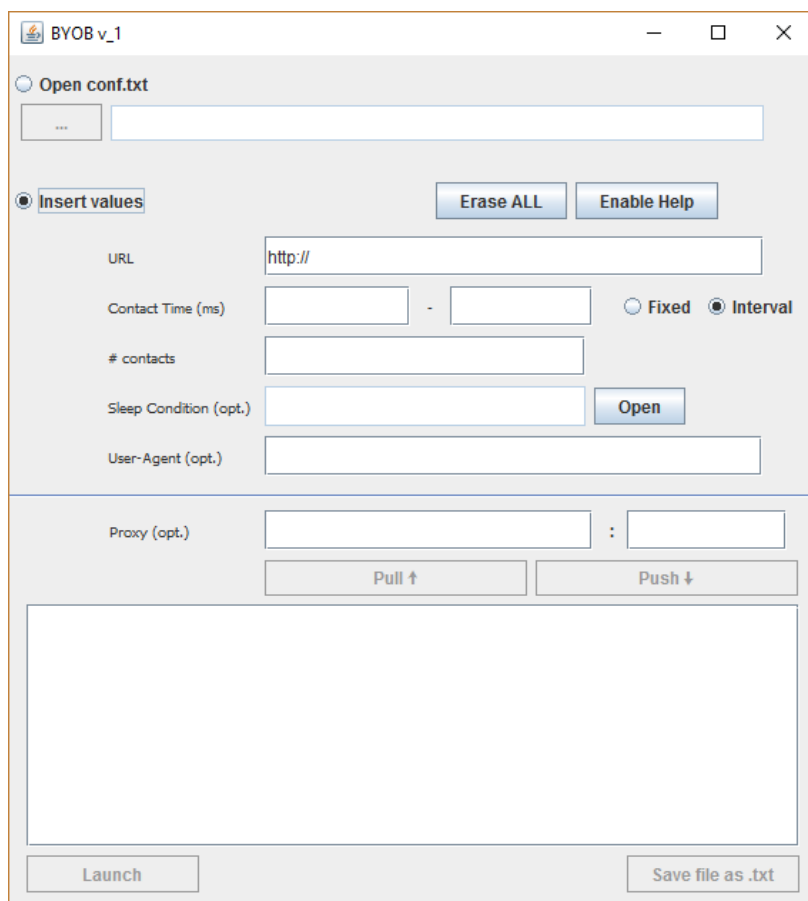 BYOB v_1
Open conf.txt
...
Insert values Erase ALL Enable Help
URL http://
Contact Time (ms) - Fixed Interval
# contacts
Sleep Condition (opt.) Open
User-Agent (opt.)
Proxy (opt.) :
Pull ↑ Push ↓
Launch Save file as .txt